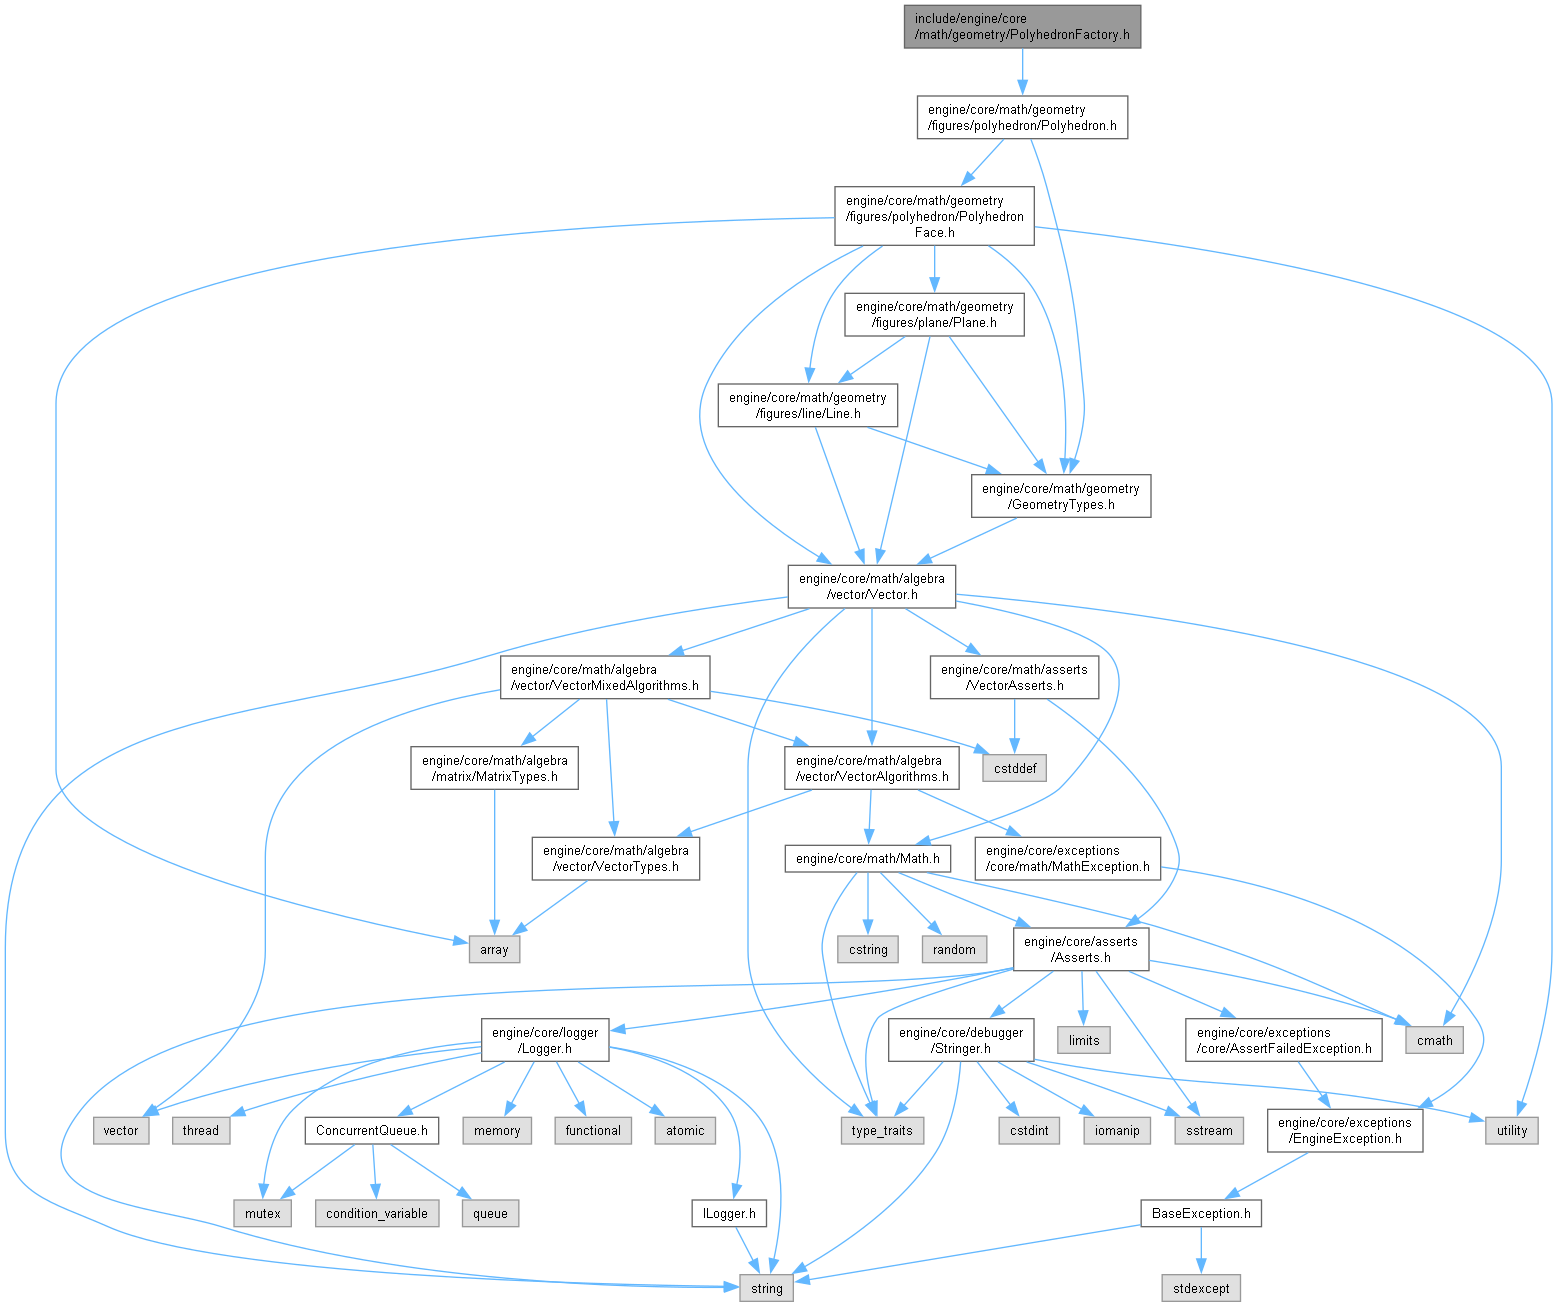 include/engine/core
/math/geometry/PolyhedronFactory.h
engine/core/math/geometry
/figures/polyhedron/Polyhedron.h
engine/core/math/geometry
/figures/polyhedron/Polyhedron
Face.h
engine/core/math/geometry
/figures/plane/Plane.h
engine/core/math/geometry
/figures/line/Line.h
engine/core/math/geometry
/GeometryTypes.h
engine/core/math/algebra
/vector/Vector.h
engine/core/math/algebra
/vector/VectorMixedAlgorithms.h
engine/core/math/asserts
/VectorAsserts.h
engine/core/math/algebra
/matrix/MatrixTypes.h
engine/core/math/algebra
/vector/VectorAlgorithms.h
cstddef
engine/core/math/algebra
/vector/VectorTypes.h
engine/core/math/Math.h
engine/core/exceptions
/core/math/MathException.h
array
cstring
random
engine/core/asserts
/Asserts.h
engine/core/logger
/Logger.h
engine/core/debugger
/Stringer.h
limits
engine/core/exceptions
/core/AssertFailedException.h
cmath
vector
thread
ConcurrentQueue.h
memory
functional
atomic
type_traits
cstdint
iomanip
sstream
engine/core/exceptions
/EngineException.h
utility
mutex
condition_variable
queue
ILogger.h
BaseException.h
string
stdexcept